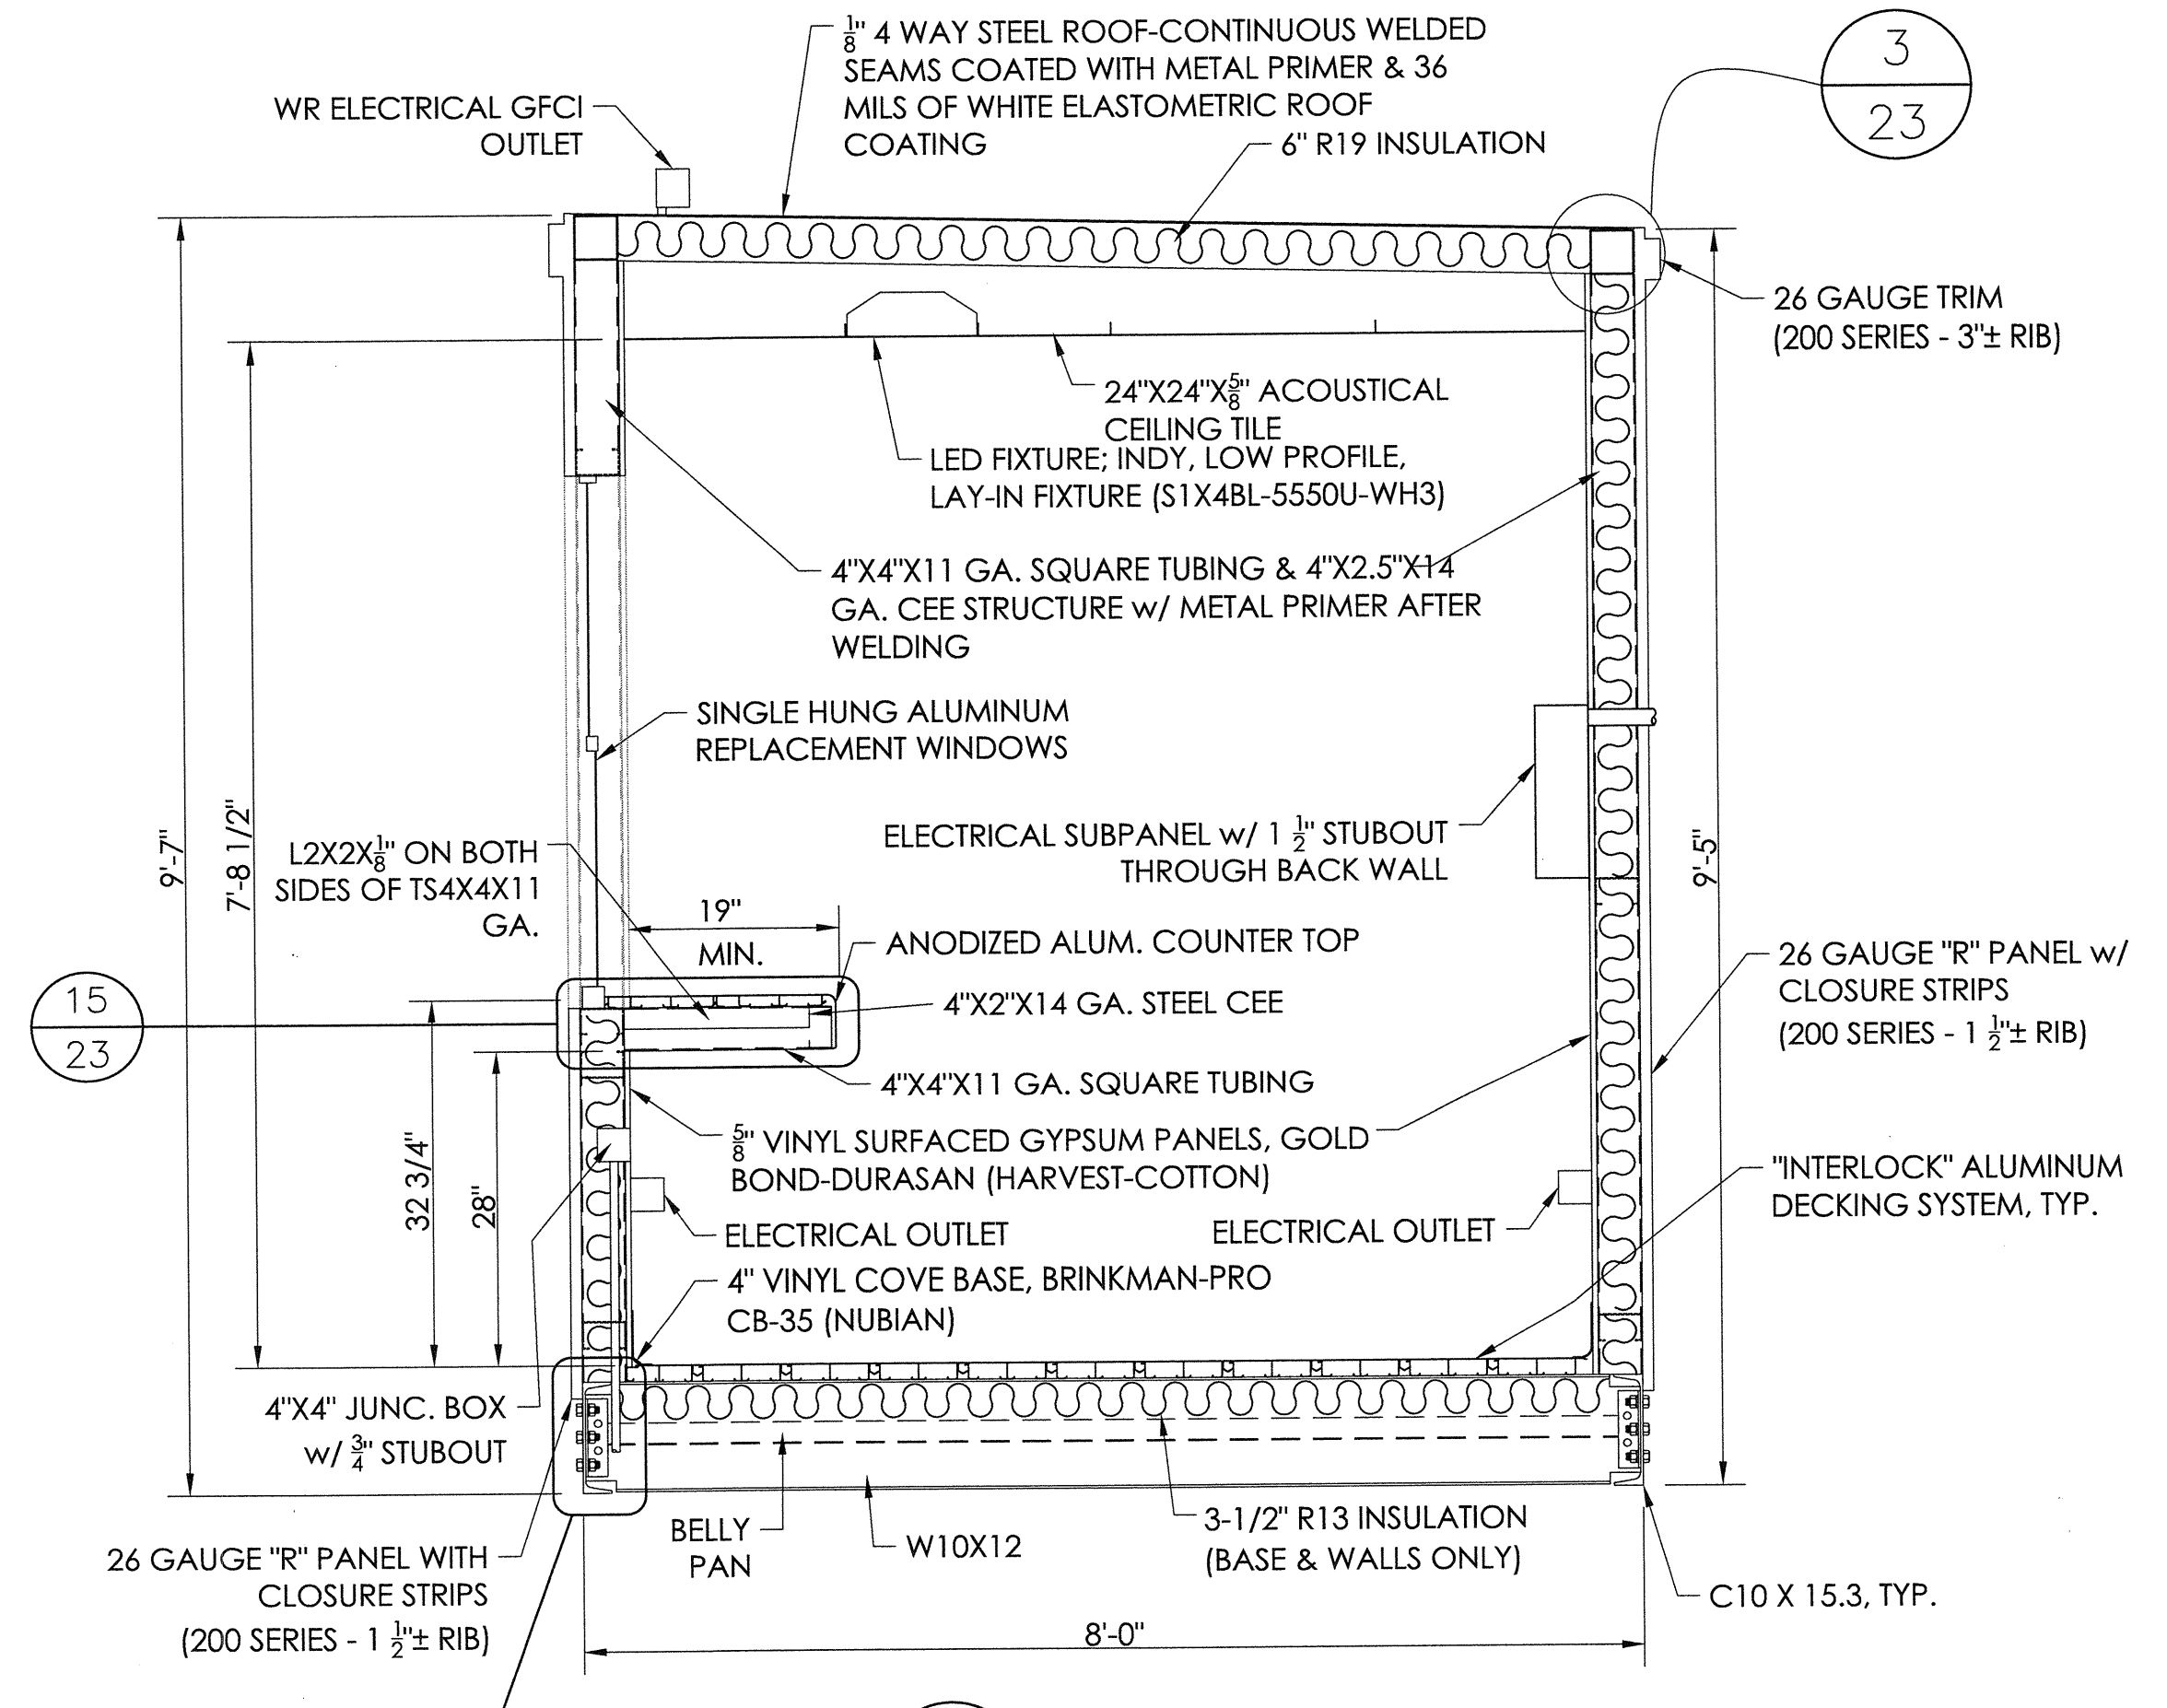 1/8" 4 WAY STEEL ROOF-CONTINUOUS WELDED
SEAMS COATED WITH METAL PRIMER & 36
MILS OF WHITE ELASTOMETRIC ROOF
COATING
3
23
WR ELECTRICAL GFCI
OUTLET
6" R19 INSULATION
26 GAUGE TRIM
(200 SERIES - 3"± RIB)
24"X24"X5/8" ACOUSTICAL
CEILING TILE
LED FIXTURE; INDY, LOW PROFILE,
LAY-IN FIXTURE (S1X4BL-5550U-WH3)
4"X4"X11 GA. SQUARE TUBING & 4"X2.5"X14
GA. CEE STRUCTURE w/ METAL PRIMER AFTER
WELDING
SINGLE HUNG ALUMINUM
REPLACEMENT WINDOWS
9'-7"
7'-8 1/2"
L2X2X1/8" ON BOTH
SIDES OF TS4X4X11
GA.
ELECTRICAL SUBPANEL w/ 1 1/2" STUBOUT
THROUGH BACK WALL
9'-5"
19"
MIN.
ANODIZED ALUM. COUNTER TOP
26 GAUGE "R" PANEL w/
CLOSURE STRIPS
(200 SERIES - 1 1/2"± RIB)
15
23
4"X2"X14 GA. STEEL CEE
4"X4"X11 GA. SQUARE TUBING
32 3/4"
28"
5/8" VINYL SURFACED GYPSUM PANELS, GOLD
BOND-DURASAN (HARVEST-COTTON)
"INTERLOCK" ALUMINUM
DECKING SYSTEM, TYP.
ELECTRICAL OUTLET
ELECTRICAL OUTLET
4" VINYL COVE BASE, BRINKMAN-PRO
CB-35 (NUBIAN)
4"X4" JUNC. BOX
w/ 3/4" STUBOUT
BELLY
PAN
W10X12
3-1/2" R13 INSULATION
(BASE & WALLS ONLY)
26 GAUGE "R" PANEL WITH
CLOSURE STRIPS
(200 SERIES - 1 1/2"± RIB)
C10 X 15.3, TYP.
8'-0"